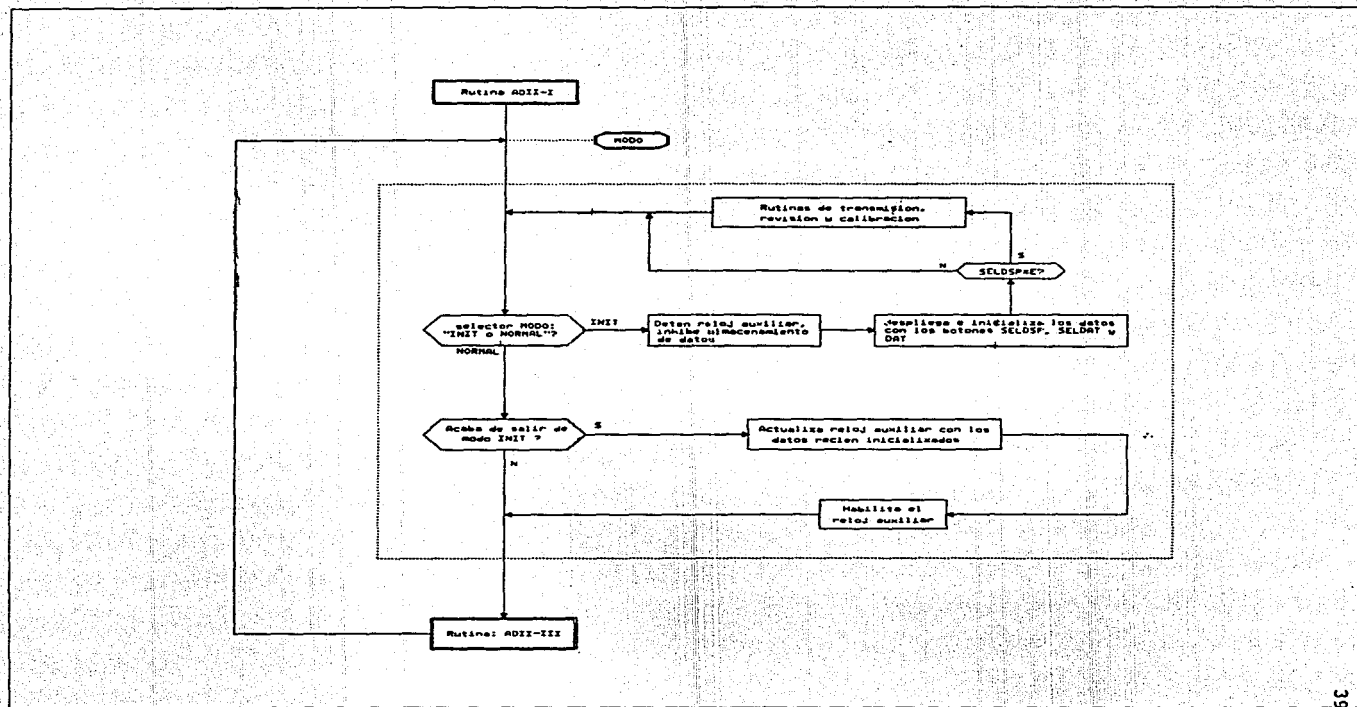 Rutina ADII-I
MODO
Rutinas de transmision,
revision y calibracion
S
N
SELDSP=E?
selector MODO:
"INIT o NORMAL"?
INIT
NORMAL
Deten reloj auxiliar,
inhibe almacenamiento
de datos
Despliega e inicializa los datos
con los botones SELDSP, SELDAT y
DAT
Acaba de salir de
modo INIT ?
S
N
Actualiza reloj auxiliar con los
datos recien inicializados
Habilita el
reloj auxiliar
Rutina: ADII-III
39